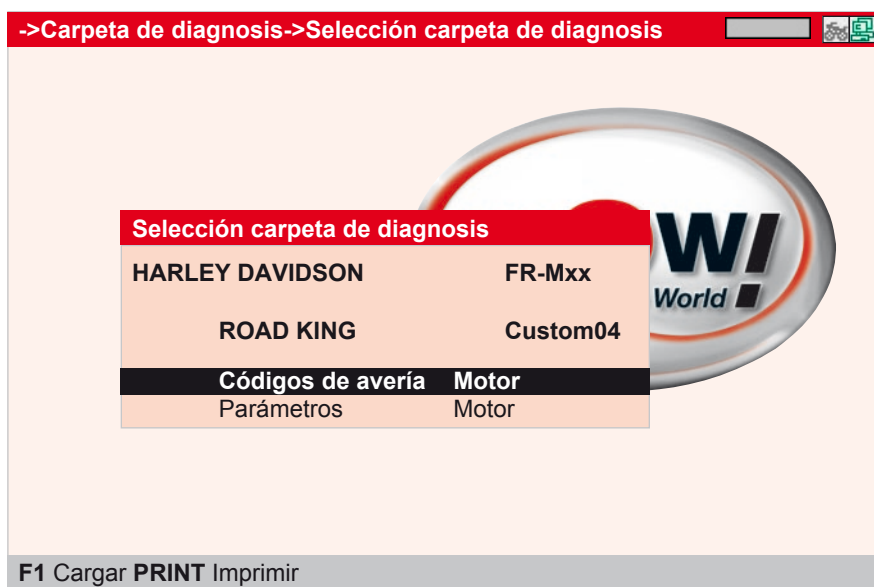 ->Carpeta de diagnosis->Selección carpeta de diagnosis
Selección carpeta de diagnosis
HARLEY DAVIDSON FR-Mxx
ROAD KING Custom04
Códigos de avería Motor
Parámetros Motor
W!
World
F1 Cargar PRINT Imprimir